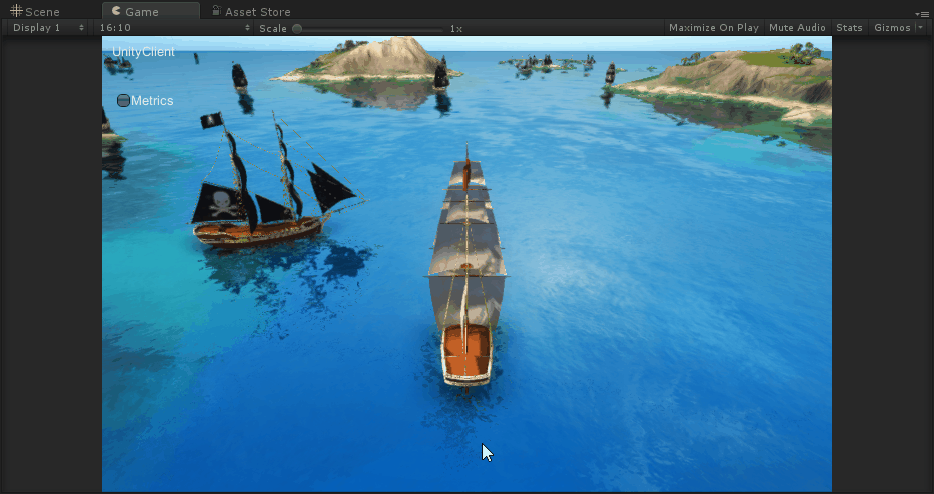 Scene Game Asset Store
Display 1 16:10 Scale 1x Maximize On Play Mute Audio Stats Gizmos
UnityClient
Metrics